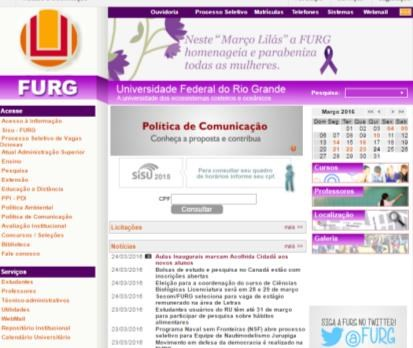 Ouvidoria Processo Seletivo Matrículas Telefones Sistemas Webmail
Neste "Março Lilás" a FURG
homenageia e parabeniza
todas as mulheres.
FURG
Universidade Federal do Rio Grande
A universidade dos ecossistemas costeiros e oceânicos
Pesquisa:
Acesse
Acesso à informação
Sisu - FURG
Processo Seletivo de Vagas
Ociosas
Atual Administração Superior
Ensino
Pesquisa
Extensão
Educação a Distância
PPI - PDI
Política Ambiental
Política de Comunicação
Avaliação Institucional
Concursos / Seleções
Biblioteca
Fale conosco
Serviços
Estudantes
Professores
Técnico-administrativos
Utilidades
WebMail
Repositório Institucional
Calendário Universitário
Política de Comunicação
Conheça a proposta e contribua
SiSU 2015
Para consultar seu quadro
de horários informe seu cpf.
CPF
Consultar
Licitações mais >>
Notícias mais >>
24/03/2016 Aulas Inaugurais marcam Acolhida Cidadã aos
novos alunos
24/03/2016 Bolsas de estudo e pesquisa no Canadá estão com
inscrições abertas
24/03/2016 Eleição para a coordenação do curso de Ciências
Biológicas Licenciatura será em 28 e 29 de março
24/03/2016 Secom/FURG seleciona para vaga de estágio
remunerado na área de Letras
23/03/2016 Estudantes usuários do RU têm até 31 de março
para participar de pesquisa sobre hábitos
alimentares
23/03/2016 Programa Naval sem Fronteiras (NSF) abre processo
seletivo para Equipe de Nautimodelismo
23/03/2016 Movimento em defesa da democracia é realizado na
Março 2016
Dom Seg Ter Qua Qui Sex Sab
01 02 03 04 05
06 07 08 09 10 11 12
13 14 15 16 17 18 19
20 21 22 23 24 25 26
27 28 29 30 31
Cursos
Professores
Localização
Galeria
SIGA A FURG NO TWITTER!
@FURG